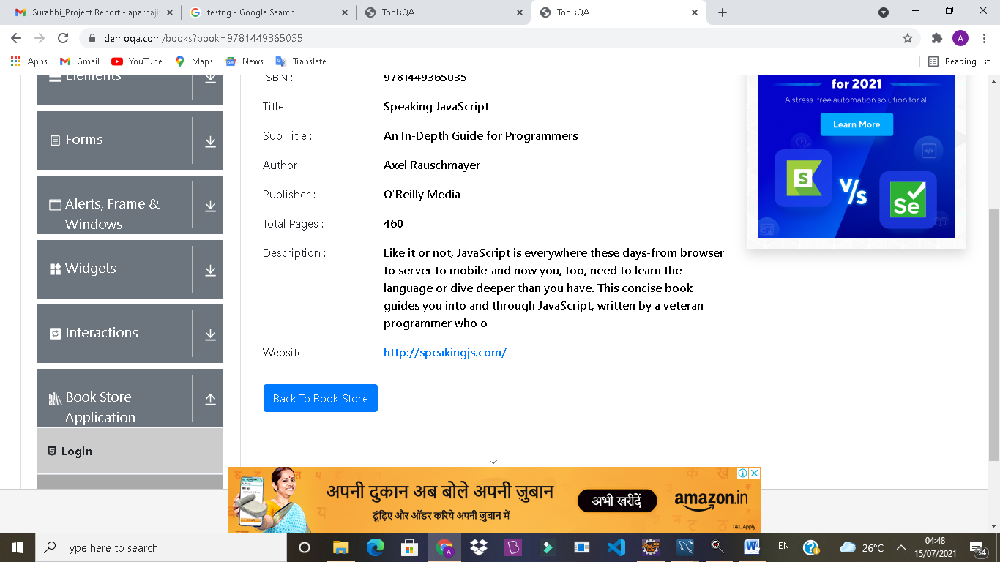 Surabhi_Project Report - aparnaji
testng - Google Search
ToolsQA
ToolsQA
demoqa.com/books?book=9781449365035
A
Apps
Gmail
YouTube
Maps
News
Translate
Reading list
Elements
Forms
Alerts, Frame &
Windows
Widgets
Interactions
Book Store
Application
Login
ISBN :
9781449365035
Title :
Speaking JavaScript
Sub Title :
An In-Depth Guide for Programmers
Author :
Axel Rauschmayer
Publisher :
O'Reilly Media
Total Pages :
460
Description :
Like it or not, JavaScript is everywhere these days-from browser
to server to mobile-and now you, too, need to learn the
language or dive deeper than you have. This concise book
guides you into and through JavaScript, written by a veteran
programmer who o
Website :
http://speakingjs.com/
Back To Book Store
for 2021
A stress-free automation solution for all
Learn More
S
V/s
Se
अपनी दुकान अब बोले अपनी ज़ुबान
ढूंढ़िए और ऑडर करिये अपनी ज़ुबान में
अभी खरीदें
amazon.in
T&C Apply
Type here to search
EN
26°C
04:48
15/07/2021
34